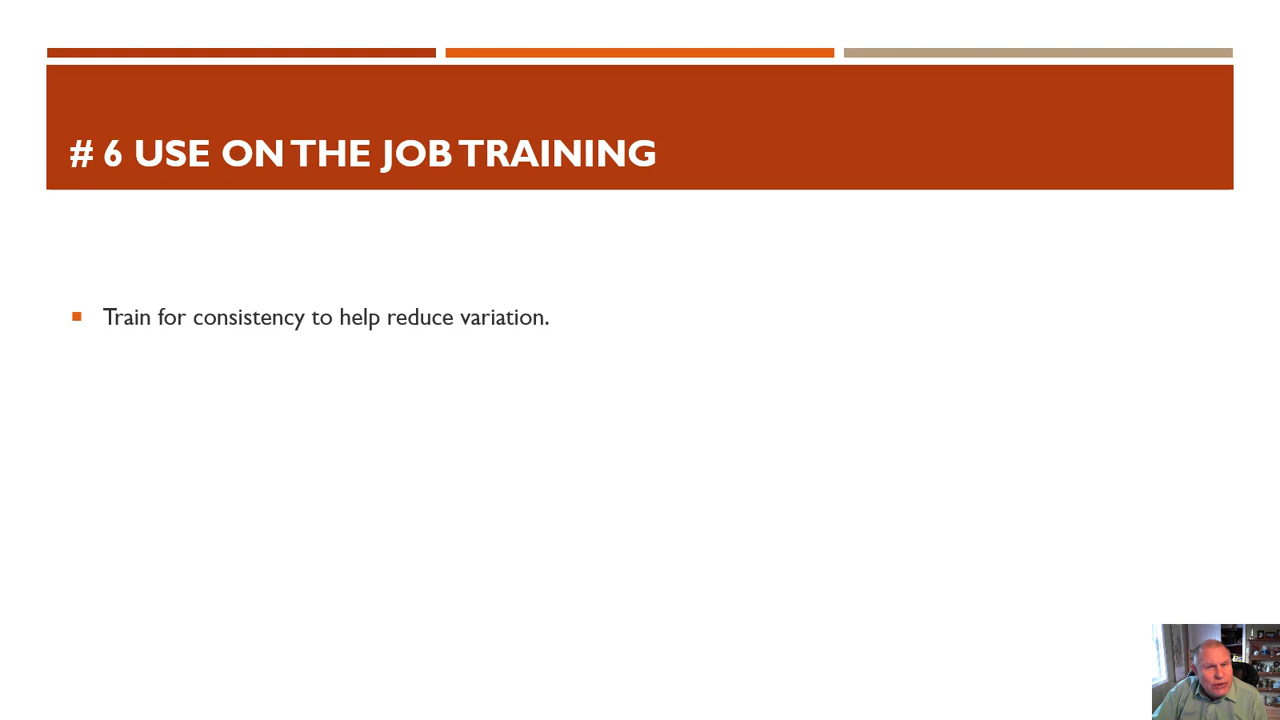 # 6 USE ON THE JOB TRAINING
Train for consistency to help reduce variation.